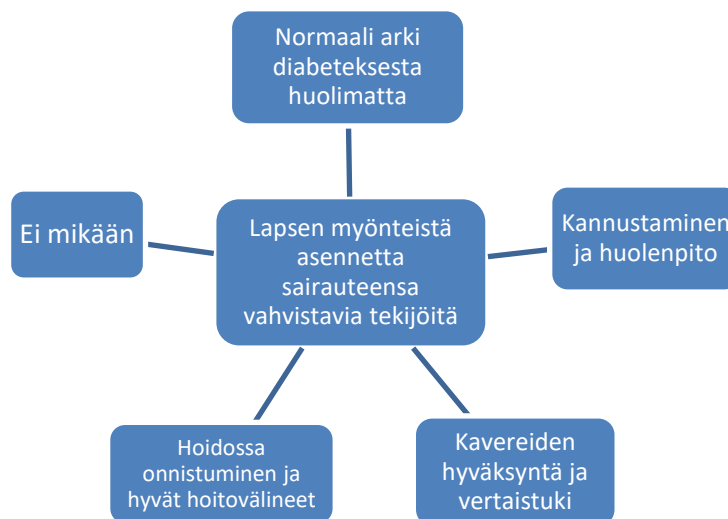 Normaali arki
diabeteksesta
huolimatta
Ei mikään
Lapsen myönteistä
asennetta
sairauteensa
vahvistavia tekijöitä
Kannustaminen
ja huolenpito
Hoidossa
onnistuminen ja
hyvät hoitovälineet
Kavereiden
hyväksyntä ja
vertaistuki